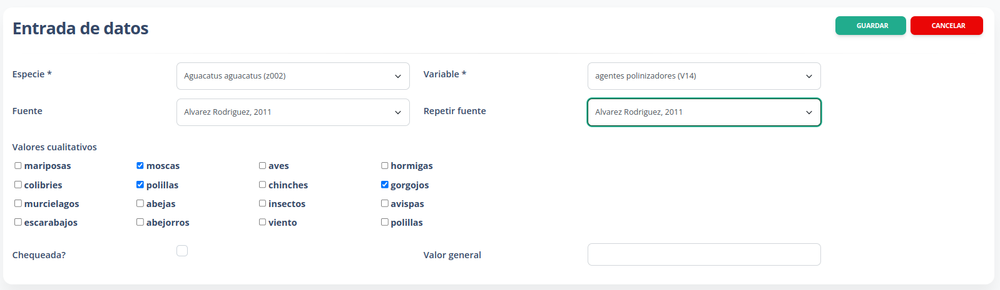 Entrada de datos
GUARDAR
CANCELAR
Especie *
Aguacatus aguacatus (z002)
Variable *
agentes polinizadores (V14)
Fuente
Alvarez Rodriguez, 2011
Repetir fuente
Alvarez Rodriguez, 2011
Valores cualitativos
mariposas moscas aves hormigas
colibries polillas chinches gorgojos
murcielagos abejas insectos avispas
escarabajos abejorros viento polillas
Chequeada?
Valor general